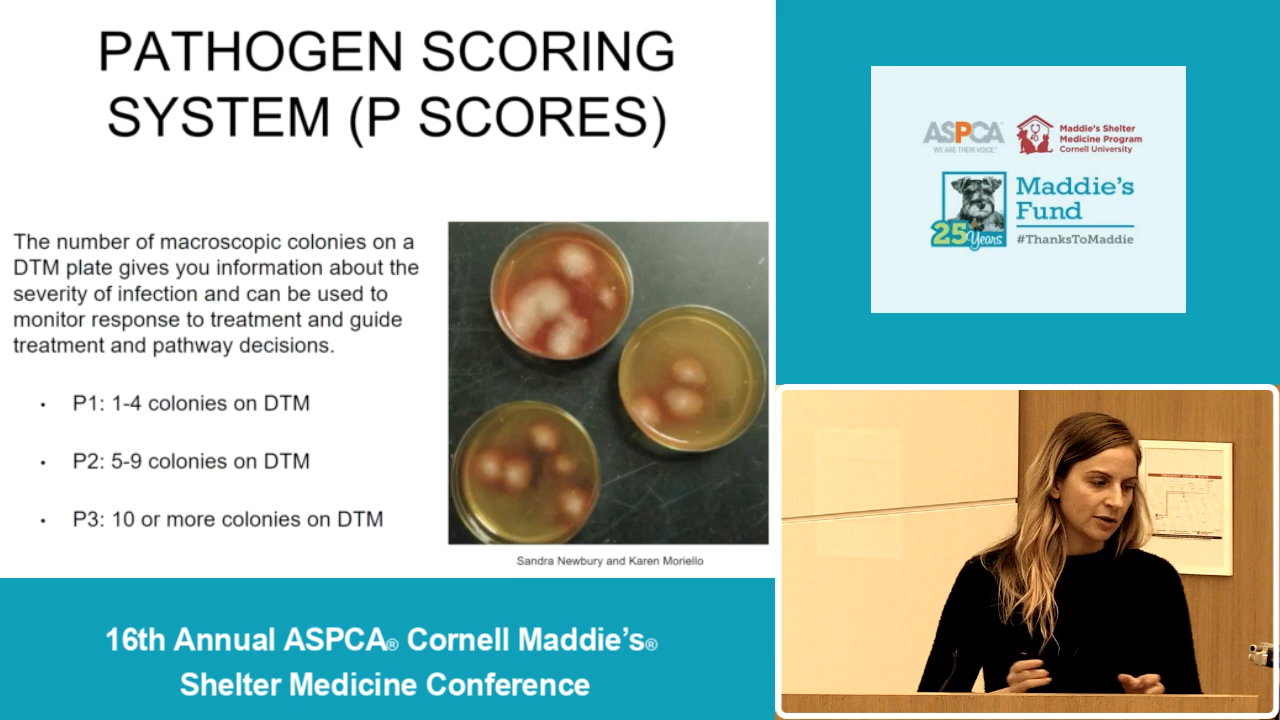 PATHOGEN SCORING
SYSTEM (P SCORES)
The number of macroscopic colonies on a
DTM plate gives you information about the
severity of infection and can be used to
monitor response to treatment and guide
treatment and pathway decisions.
• P1: 1-4 colonies on DTM
• P2: 5-9 colonies on DTM
• P3: 10 or more colonies on DTM
Sandra Newbury and Karen Moriello
16th Annual ASPCA® Cornell Maddie's®
Shelter Medicine Conference
ASPCA
WE ARE THEIR VOICE™
Maddie's Shelter
Medicine Program
Cornell University
25 Years
Maddie's
Fund
#ThanksToMaddie